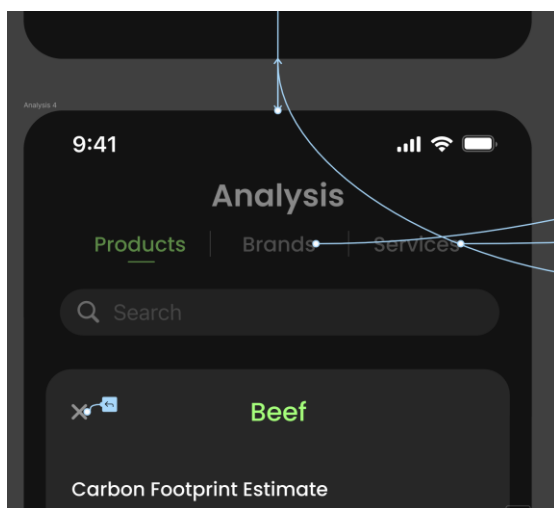 Analysis 4
9:41
Analysis
Products Brands Services
Search
Beef
Carbon Footprint Estimate